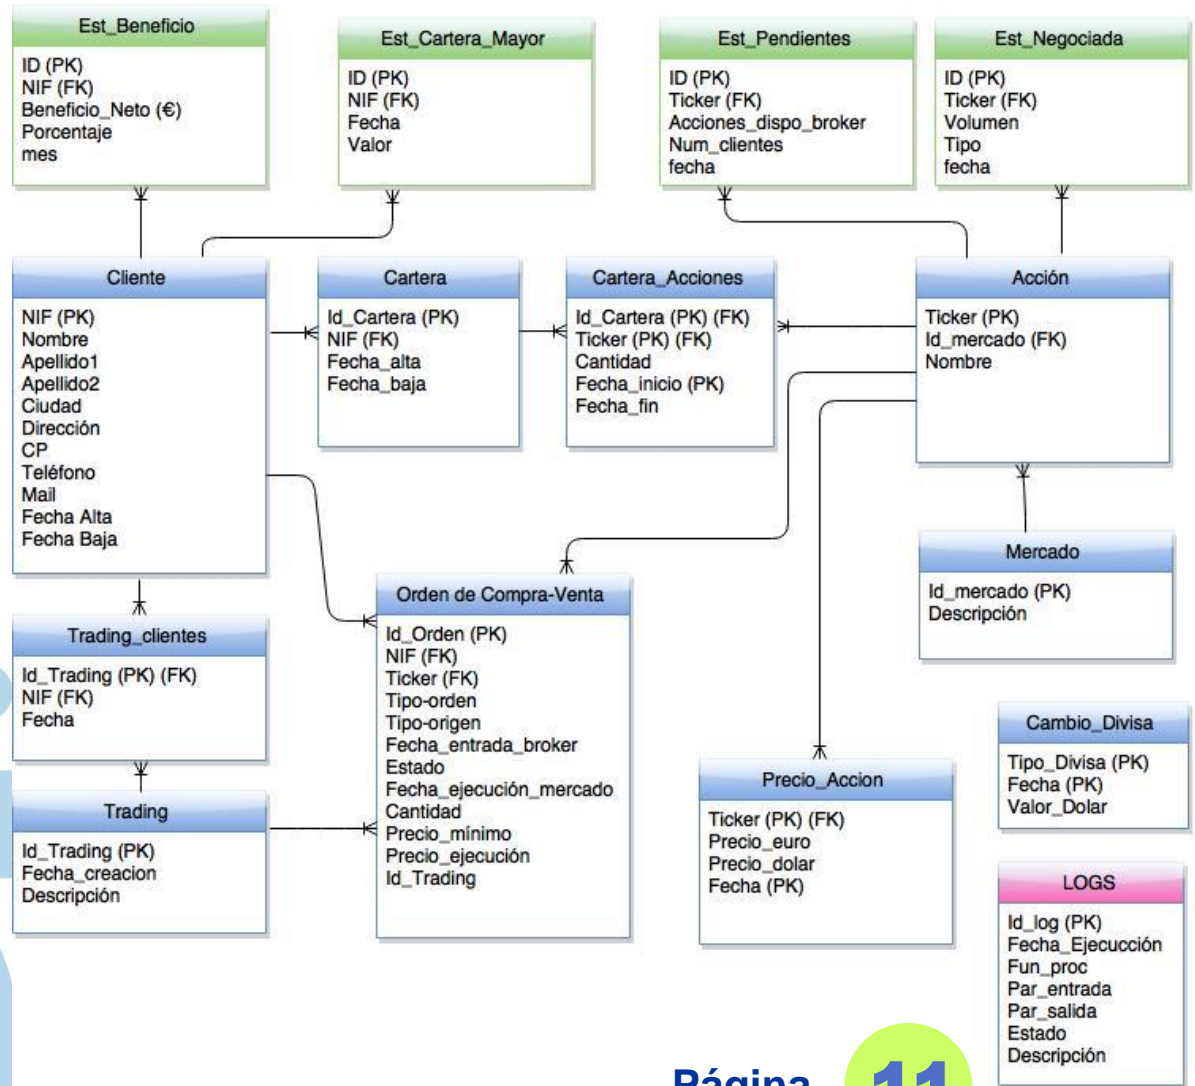 Est_Beneficio
ID (PK)
NIF (FK)
Beneficio_Neto (€)
Porcentaje
mes
Est_Cartera_Mayor
ID (PK)
NIF (FK)
Fecha
Valor
Est_Pendientes
ID (PK)
Ticker (FK)
Acciones_dispo_broker
Num_clientes
fecha
Est_Negociada
ID (PK)
Ticker (FK)
Volumen
Tipo
fecha
Cliente
NIF (PK)
Nombre
Apellido1
Apellido2
Ciudad
Dirección
CP
Teléfono
Mail
Fecha Alta
Fecha Baja
Cartera
Id_Cartera (PK)
NIF (FK)
Fecha_alta
Fecha_baja
Cartera_Acciones
Id_Cartera (PK) (FK)
Ticker (PK) (FK)
Cantidad
Fecha_inicio (PK)
Fecha_fin
Acción
Ticker (PK)
Id_mercado (FK)
Nombre
Mercado
Id_mercado (PK)
Descripción
Orden de Compra-Venta
Id_Orden (PK)
NIF (FK)
Ticker (FK)
Tipo-orden
Tipo-origen
Fecha_entrada_broker
Estado
Fecha_ejecución_mercado
Cantidad
Precio_mínimo
Precio_ejecución
Id_Trading
Trading_clientes
Id_Trading (PK) (FK)
NIF (FK)
Fecha
Trading
Id_Trading (PK)
Fecha_creacion
Descripción
Precio_Accion
Ticker (PK) (FK)
Precio_euro
Precio_dolar
Fecha (PK)
Cambio_Divisa
Tipo_Divisa (PK)
Fecha (PK)
Valor_Dolar
LOGS
Id_log (PK)
Fecha_Ejecucción
Fun_proc
Par_entrada
Par_salida
Estado
Descripción
Página 11